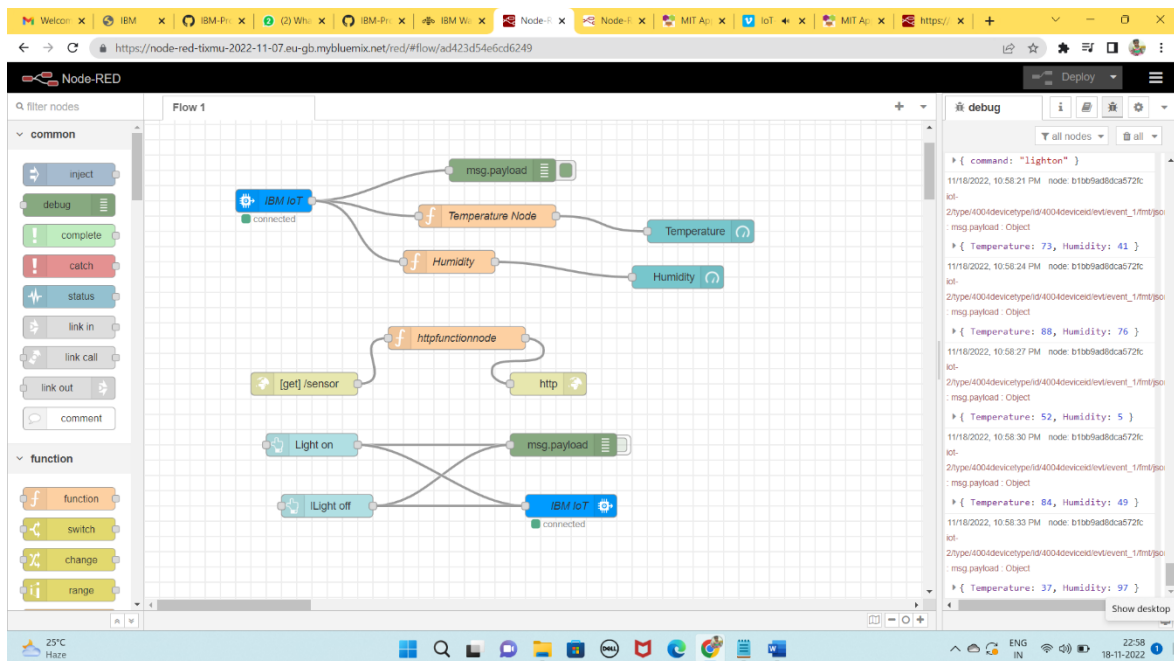 Welcom
IBM
IBM-Pro
(2) Wha
IBM-Pro
IBM Wa
Node-R
Node-R
MIT Ap
IoT
MIT Ap
https:/
https://node-red-tixmu-2022-11-07.eu-gb.mybluemix.net/red/#flow/ad423d54e6cd6249
Node-RED
Deploy
filter nodes
common
inject
debug
complete
catch
status
link in
link call
link out
comment
function
function
switch
change
range
Flow 1
msg.payload
IBM IoT
connected
Temperature Node
Temperature
Humidity
Humidity
httpfunctionnode
[get] /sensor
http
Light on
msg.payload
lLight off
IBM IoT
connected
debug
all nodes
all
{ command: "lighton" }
11/18/2022, 10:58:21 PM node: b1bb9ad8dca572fc
iot-
2/type/4004devicetype/id/4004deviceid/evt/event_1/fmt/jso
: msg.payload : Object
{ Temperature: 73, Humidity: 41 }
11/18/2022, 10:58:24 PM node: b1bb9ad8dca572fc
iot-
2/type/4004devicetype/id/4004deviceid/evt/event_1/fmt/jso
: msg.payload : Object
{ Temperature: 88, Humidity: 76 }
11/18/2022, 10:58:27 PM node: b1bb9ad8dca572fc
iot-
2/type/4004devicetype/id/4004deviceid/evt/event_1/fmt/jso
: msg.payload : Object
{ Temperature: 52, Humidity: 5 }
11/18/2022, 10:58:30 PM node: b1bb9ad8dca572fc
iot-
2/type/4004devicetype/id/4004deviceid/evt/event_1/fmt/jso
: msg.payload : Object
{ Temperature: 84, Humidity: 49 }
11/18/2022, 10:58:33 PM node: b1bb9ad8dca572fc
iot-
2/type/4004devicetype/id/4004deviceid/evt/event_1/fmt/jso
: msg.payload : Object
{ Temperature: 37, Humidity: 97 }
Show desktop
25°C
Haze
DELL
ENG
IN
22:58
18-11-2022
1